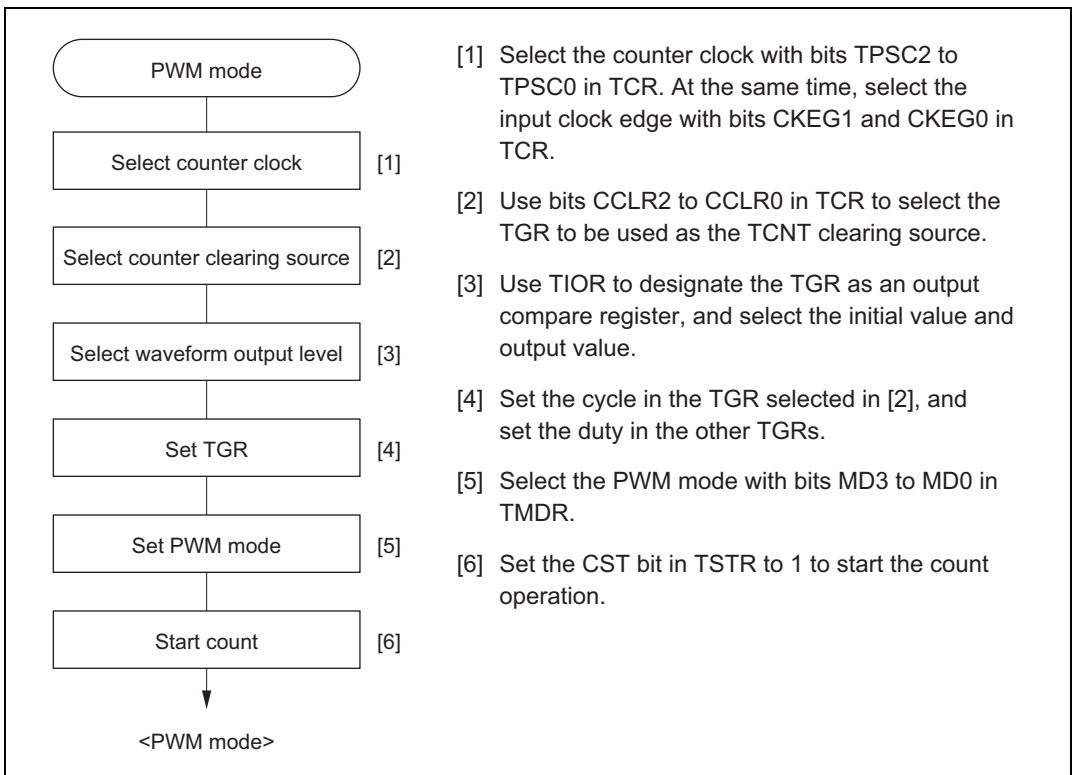 PWM mode
Select counter clock
[1]
Select counter clearing source
[2]
Select waveform output level
[3]
Set TGR
[4]
Set PWM mode
[5]
Start count
[6]
<PWM mode>
[1] Select the counter clock with bits TPSC2 to
TPSC0 in TCR. At the same time, select the
input clock edge with bits CKEG1 and CKEG0 in
TCR.
[2] Use bits CCLR2 to CCLR0 in TCR to select the
TGR to be used as the TCNT clearing source.
[3] Use TIOR to designate the TGR as an output
compare register, and select the initial value and
output value.
[4] Set the cycle in the TGR selected in [2], and
set the duty in the other TGRs.
[5] Select the PWM mode with bits MD3 to MD0 in
TMDR.
[6] Set the CST bit in TSTR to 1 to start the count
operation.